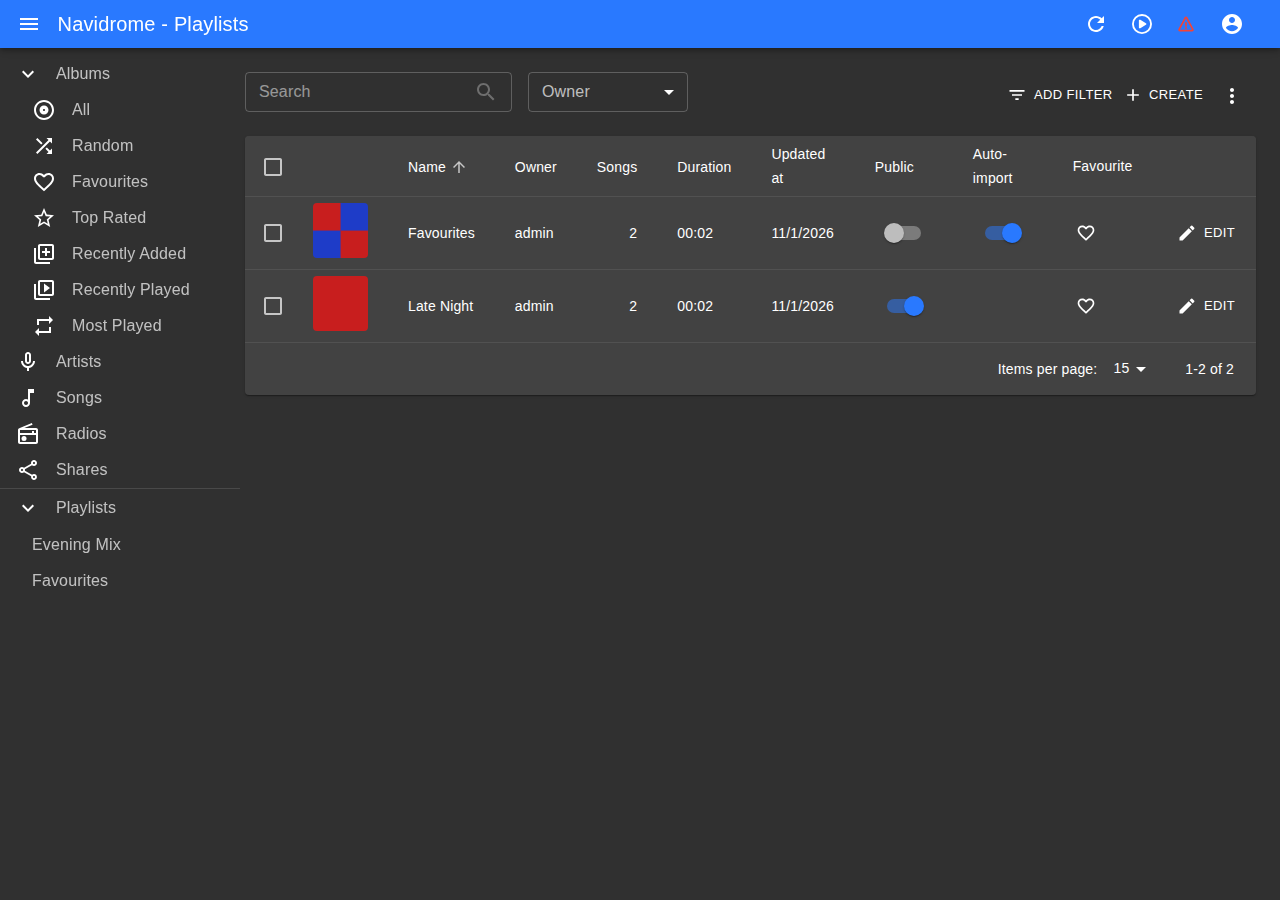 Navidrome - Playlists
Albums
All
Random
Favourites
Top Rated
Recently Added
Recently Played
Most Played
Artists
Songs
Radios
Shares
Playlists
Evening Mix
Favourites
Search
Owner
ADD FILTER
CREATE
Name Owner Songs Duration Updated at Public Auto-import Favourite
Favourites admin 2 00:02 11/1/2026 EDIT
Late Night admin 2 00:02 11/1/2026 EDIT
Items per page: 15 1-2 of 2